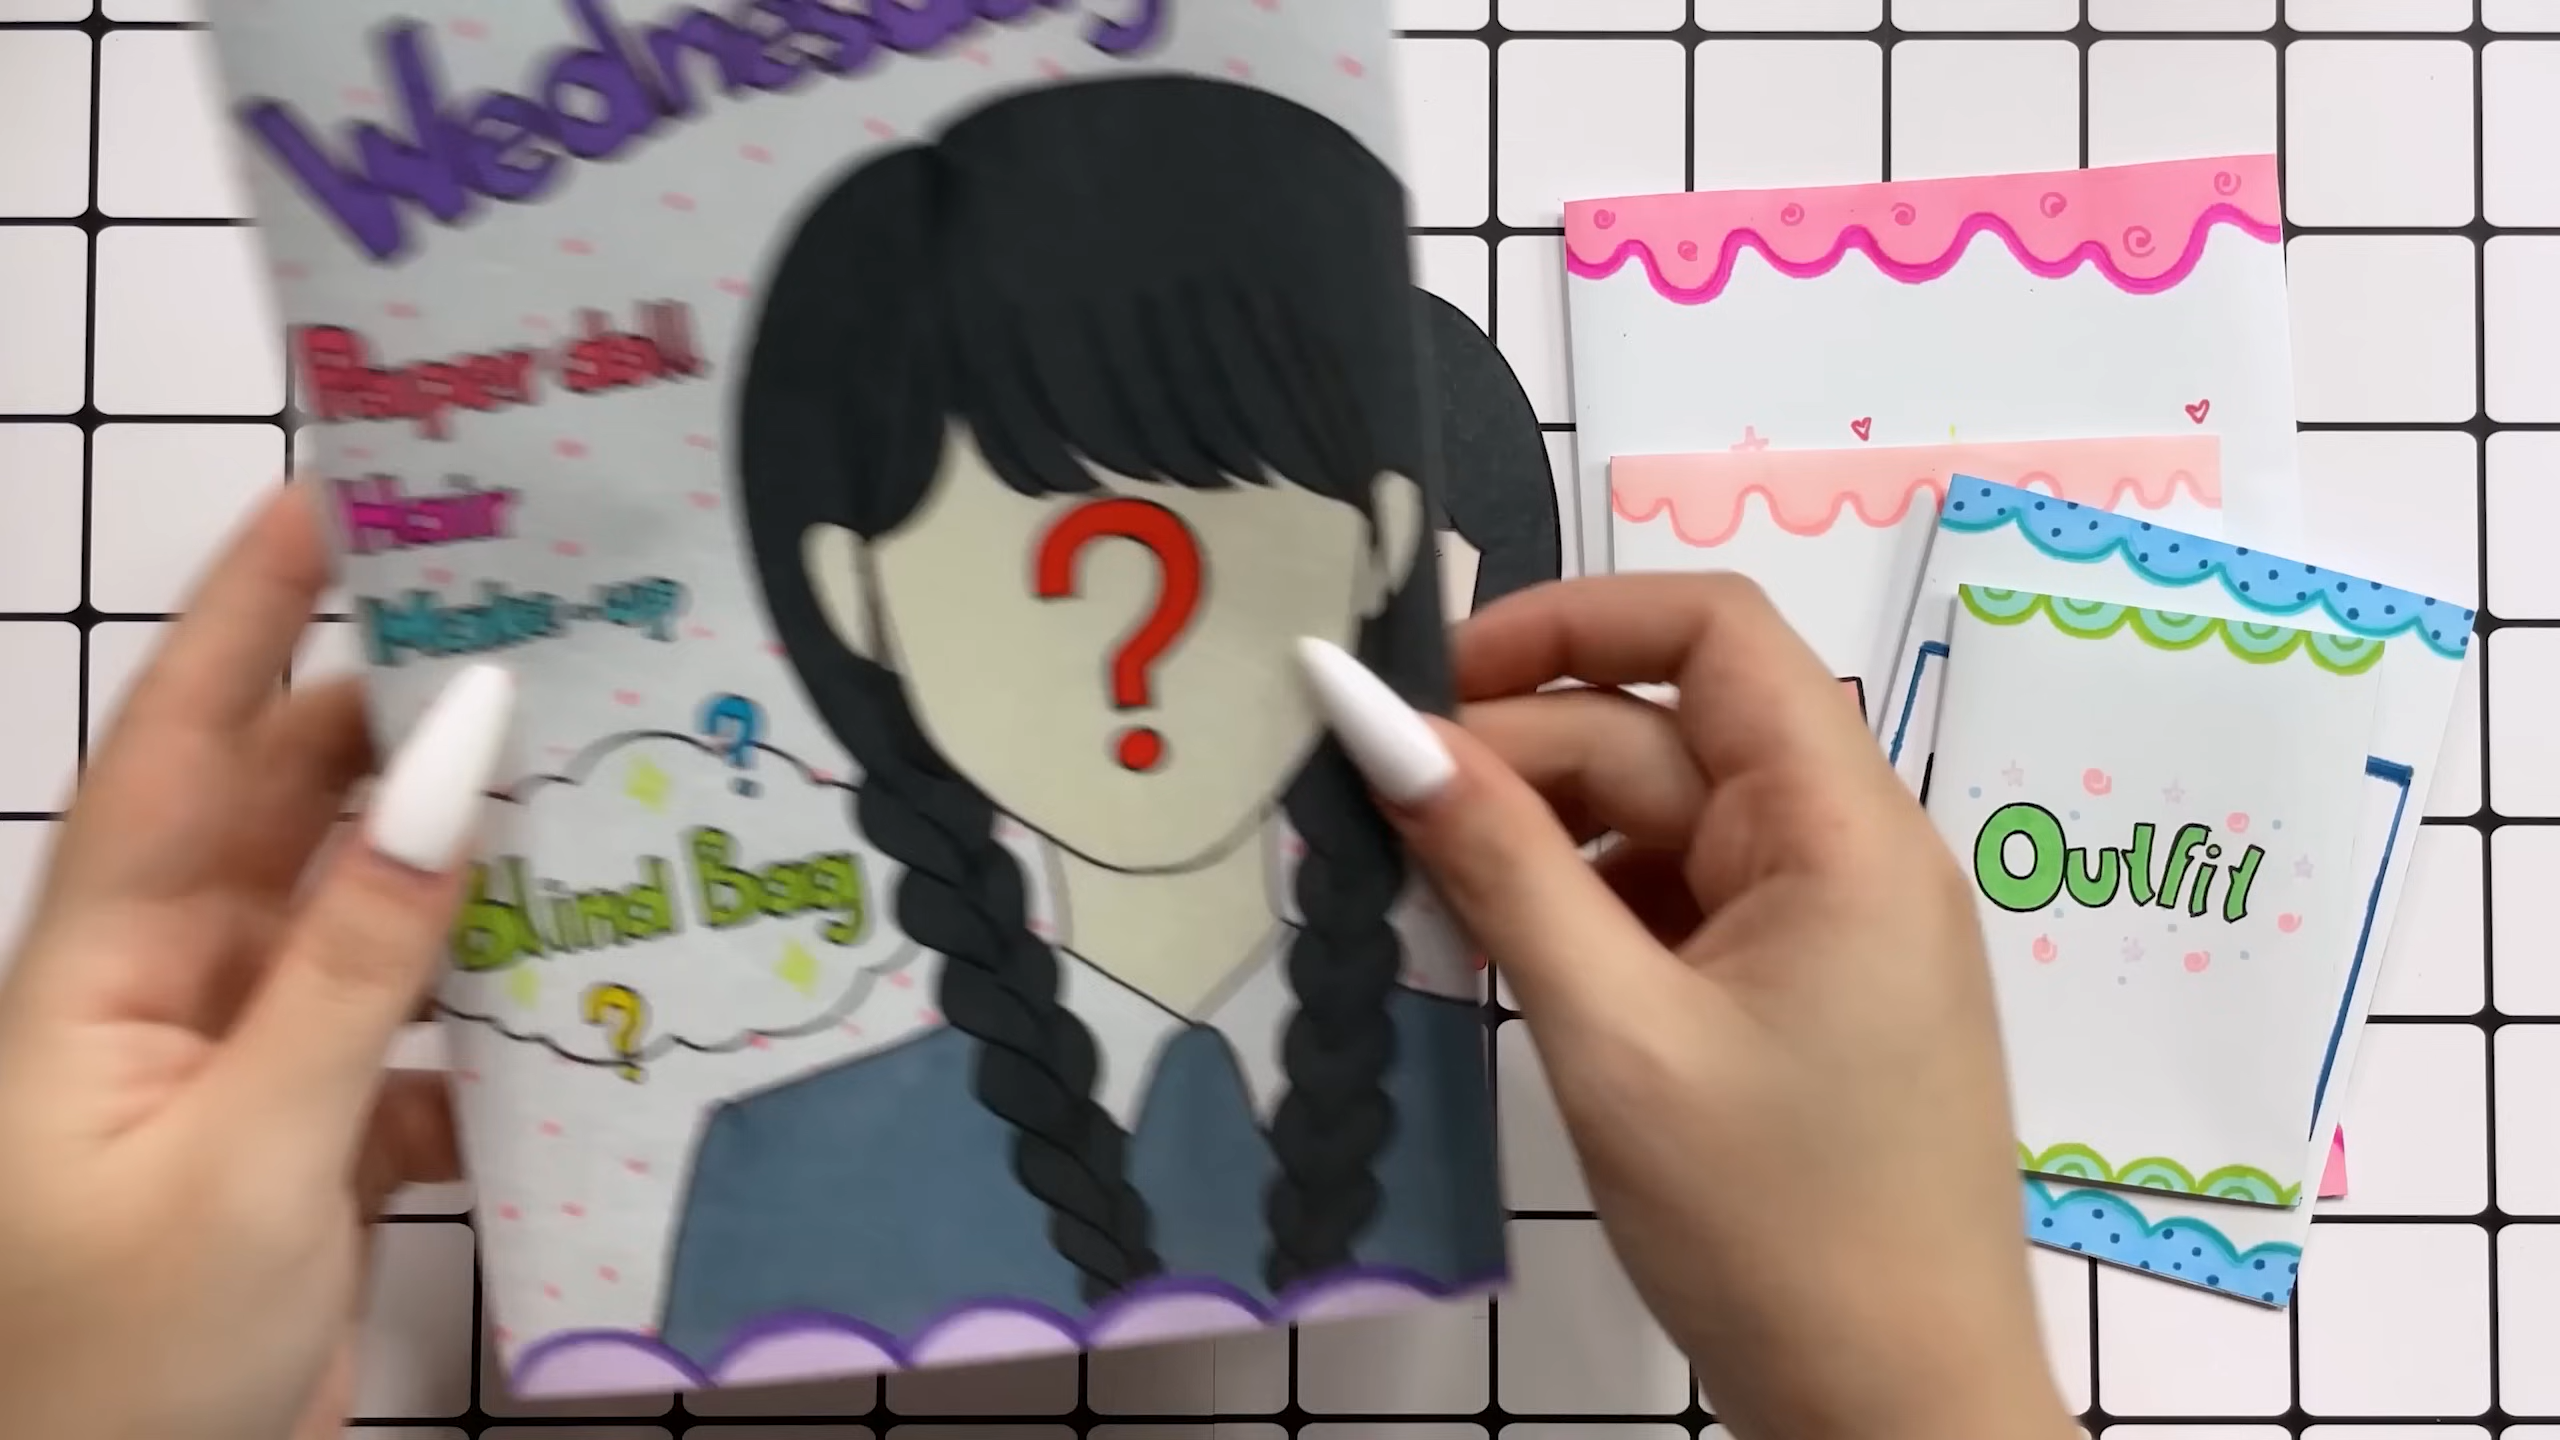 Wednesday
Paper doll
Hair
Make-up
?
Blind Bag
?
?
Outfit